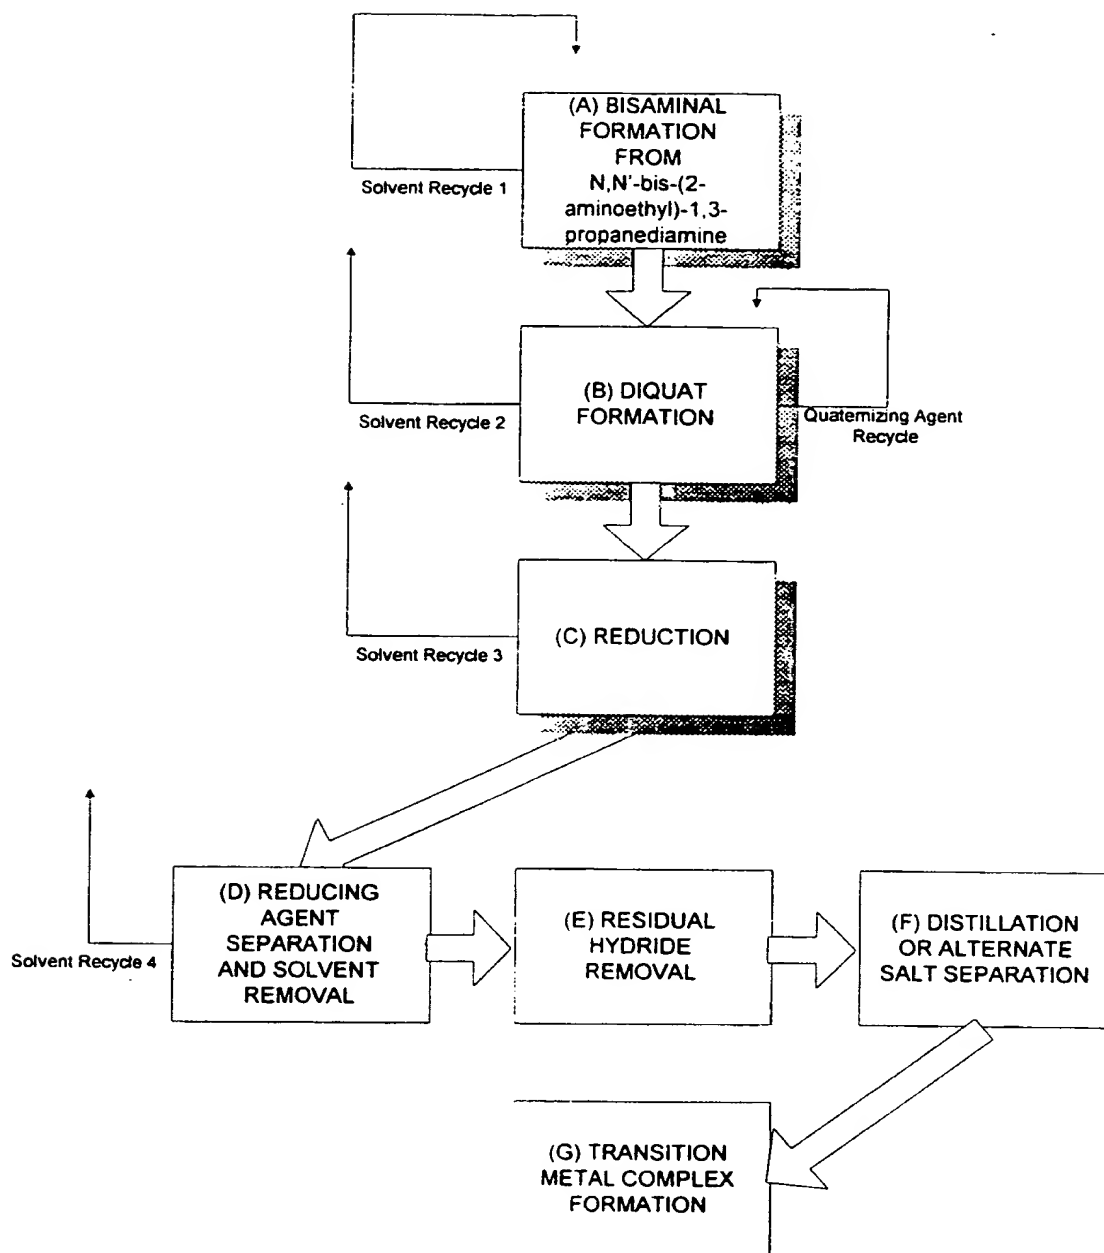 (A) BISAMINAL
FORMATION
FROM
N,N'-bis-(2-
aminoethyl)-1,3-
propanediamine
Solvent Recycle 1
(B) DIQUAT
FORMATION
Solvent Recycle 2
Quaternizing Agent
Recycle
(C) REDUCTION
Solvent Recycle 3
(D) REDUCING
AGENT
SEPARATION
AND SOLVENT
REMOVAL
Solvent Recycle 4
(E) RESIDUAL
HYDRIDE
REMOVAL
(F) DISTILLATION
OR ALTERNATE
SALT SEPARATION
(G) TRANSITION
METAL COMPLEX
FORMATION